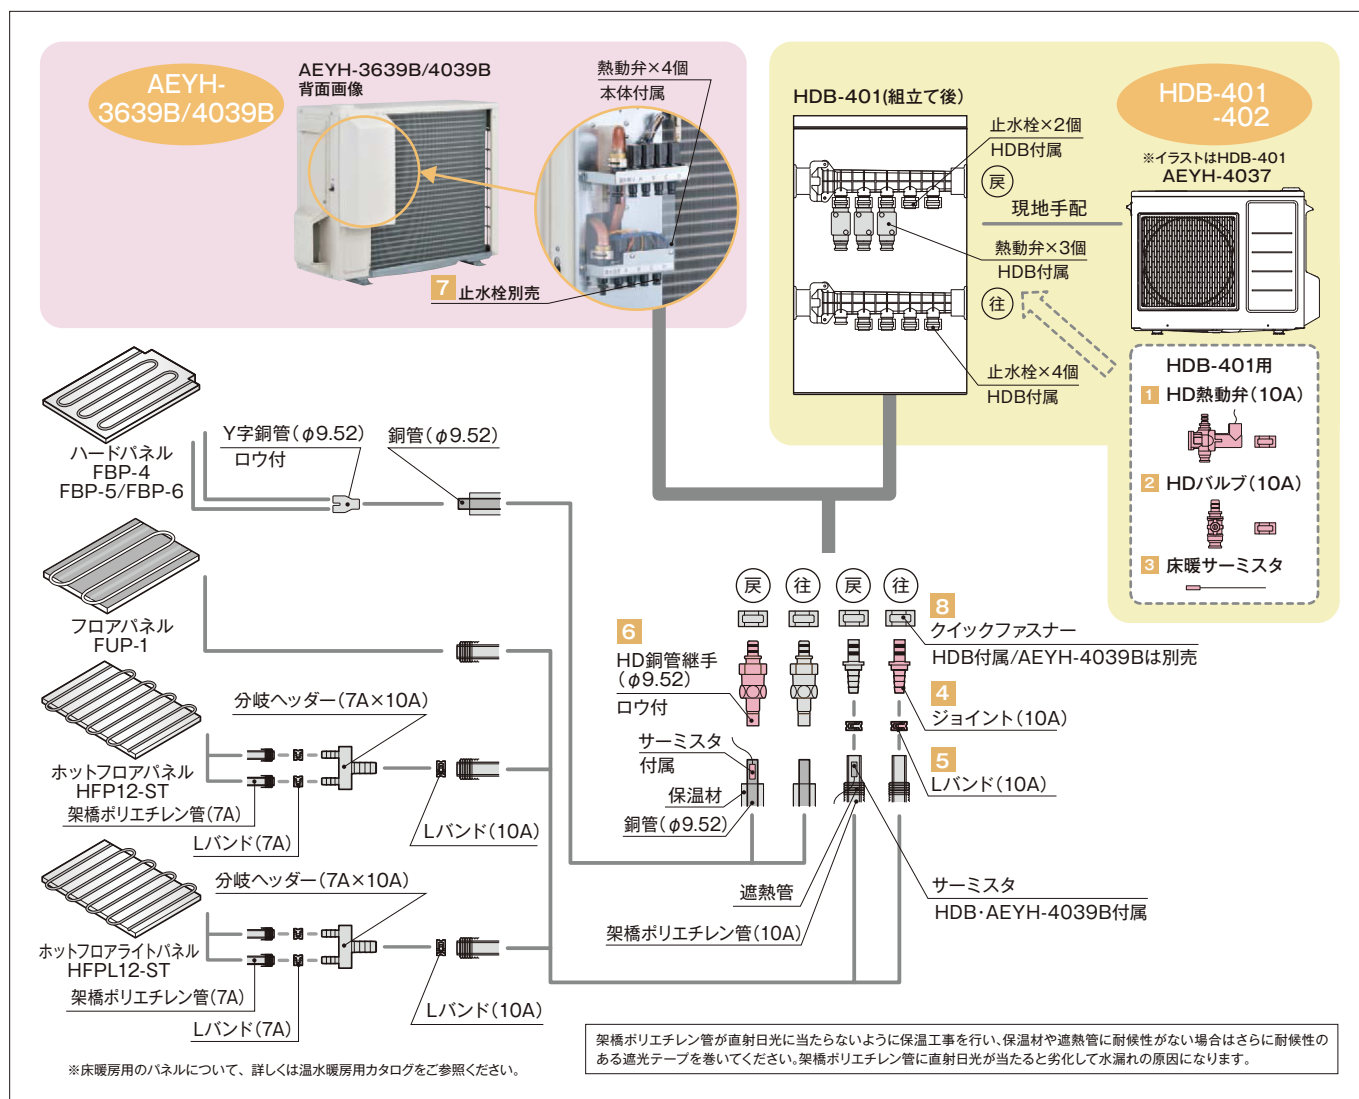 AEYH-
3639B/4039B
AEYH-3639B/4039B
背面画像
熱動弁×4個
本体付属
7 止水栓別売
HDB-401(組立て後)
止水栓×2個
HDB付属
戻
現地手配
熱動弁×3個
HDB付属
往
止水栓×4個
HDB付属
HDB-401
-402
※イラストはHDB-401
AEYH-4037
HDB-401用
1 HD熱動弁(10A)
2 HDバルブ(10A)
3 床暖サーミスタ
ハードパネル
FBP-4
FBP-5/FBP-6
Y字銅管(φ9.52)
ロウ付
銅管(φ9.52)
フロアパネル
FUP-1
ホットフロアパネル
HFP12-ST
分岐ヘッダー(7A×10A)
架橋ポリエチレン管(7A)
Lバンド(7A)
Lバンド(10A)
ホットフロアライトパネル
HFPL12-ST
分岐ヘッダー(7A×10A)
架橋ポリエチレン管(7A)
Lバンド(7A)
Lバンド(10A)
戻 往 戻 往
6
HD銅管継手
(φ9.52)
ロウ付
サーミスタ
付属
保温材
銅管(φ9.52)
8
クイックファスナー
HDB付属/AEYH-4039Bは別売
4
ジョイント(10A)
5
Lバンド(10A)
遮熱管
架橋ポリエチレン管(10A)
サーミスタ
HDB・AEYH-4039B付属
架橋ポリエチレン管が直射日光に当たらないように保温工事を行い、保温材や遮熱管に耐候性がない場合はさらに耐候性の
ある遮光テープを巻いてください。架橋ポリエチレン管に直射日光が当たると劣化して水漏れの原因になります。
※床暖房用のパネルについて、詳しくは温水暖房用カタログをご参照ください。